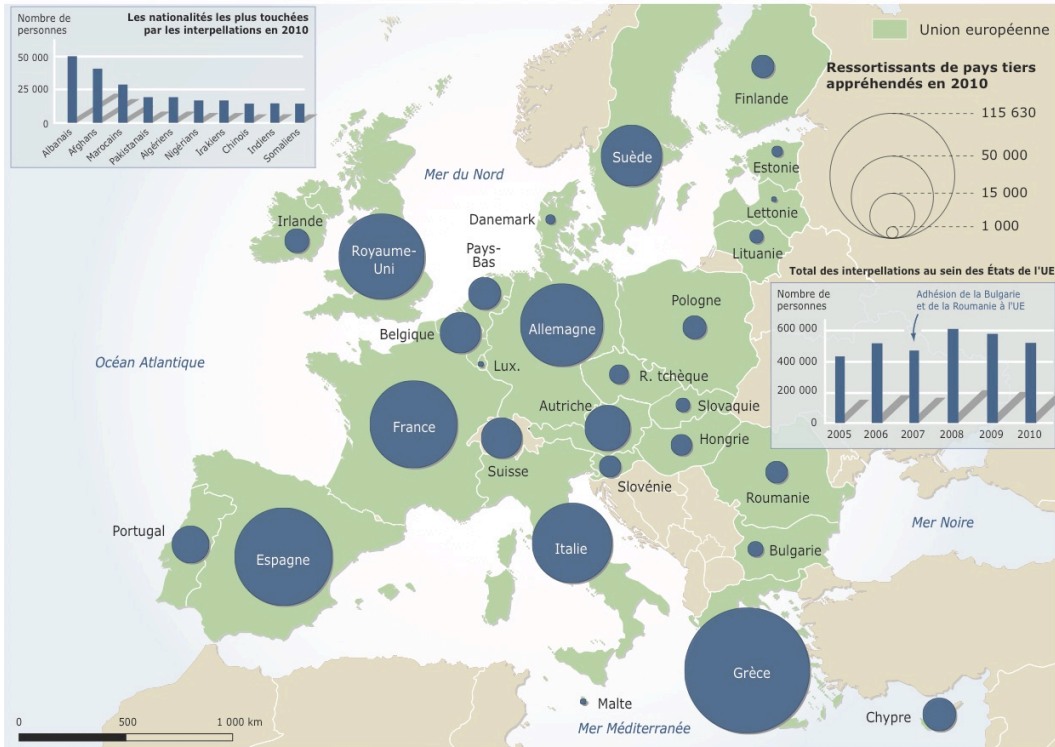 Nombre de
personnes
Les nationalités les plus touchées
par les interpellations en 2010
50 000
25 000
0
Albanais
Afghans
Marocains
Pakistanais
Algériens
Nigérians
Irakiens
Chinois
Indiens
Somaliens
Union européenne
Ressortissants de pays tiers
appréhendés en 2010
115 630
50 000
15 000
1 000
Total des interpellations au sein des États de l'UE
Nombre de
personnes
Adhésion de la Bulgarie
et de la Roumanie à l'UE
600 000
400 000
200 000
0
2005
2006
2007
2008
2009
2010
Finlande
Suède
Estonie
Mer du Nord
Lettonie
Danemark
Irlande
Lituanie
Royaume-
Uni
Pays-
Bas
Pologne
Belgique
Allemagne
Océan Atlantique
Lux.
R. tchèque
Autriche
Slovaquie
France
Hongrie
Suisse
Slovénie
Roumanie
Mer Noire
Portugal
Espagne
Italie
Bulgarie
Grèce
Malte
Chypre
Mer Méditerranée
0
500
1 000 km